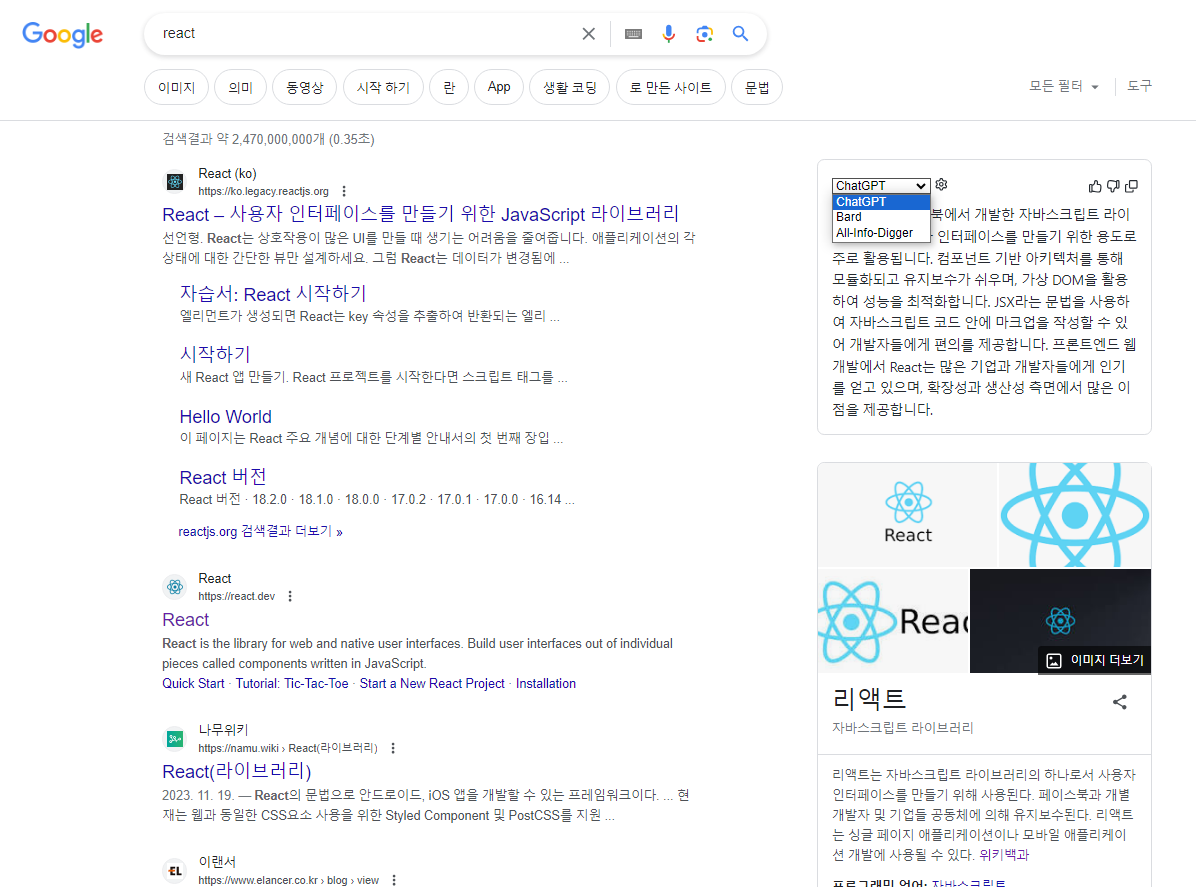 Google
react
이미지
의미
동영상
시작 하기
란
App
생활 코딩
로 만든 사이트
문법
모든 필터
도구
검색결과 약 2,470,000,000개 (0.35초)
React (ko)
https://ko.legacy.reactjs.org
React – 사용자 인터페이스를 만들기 위한 JavaScript 라이브러리
선언형. React는 상호작용이 많은 UI를 만들 때 생기는 어려움을 줄여줍니다. 애플리케이션의 각
상태에 대한 간단한 뷰만 설계하세요. 그럼 React는 데이터가 변경됨에 ...
자습서: React 시작하기
엘리먼트가 생성되면 React는 key 속성을 추출하여 반환되는 엘리 ...
시작하기
새 React 앱 만들기. React 프로젝트를 시작한다면 스크립트 태그를 ...
Hello World
이 페이지는 React 주요 개념에 대한 단계별 안내서의 첫 번째 장입 ...
React 버전
React 버전 · 18.2.0 · 18.1.0 · 18.0.0 · 17.0.2 · 17.0.1 · 17.0.0 · 16.14 ...
reactjs.org 검색결과 더보기 »
React
https://react.dev
React
React is the library for web and native user interfaces. Build user interfaces out of individual
pieces called components written in JavaScript.
Quick Start · Tutorial: Tic-Tac-Toe · Start a New React Project · Installation
나무위키
https://namu.wiki › React(라이브러리)
React(라이브러리)
2023. 11. 19. — React의 문법으로 안드로이드, iOS 앱을 개발할 수 있는 프레임워크이다. ... 현
재는 웹과 동일한 CSS요소 사용을 위한 Styled Component 및 PostCSS를 지원 ...
이랜서
EL
https://www.elancer.co.kr › blog › view
ChatGPT
ChatGPT
Bard
All-Info-Digger
북에서 개발한 자바스크립트 라이
인터페이스를 만들기 위한 용도로
주로 활용됩니다. 컴포넌트 기반 아키텍처를 통해
모듈화되고 유지보수가 쉬우며, 가상 DOM을 활용
하여 성능을 최적화합니다. JSX라는 문법을 사용하
여 자바스크립트 코드 안에 마크업을 작성할 수 있
어 개발자들에게 편의를 제공합니다. 프론트엔드 웹
개발에서 React는 많은 기업과 개발자들에게 인기
를 얻고 있으며, 확장성과 생산성 측면에서 많은 이
점을 제공합니다.
React
Reac
이미지 더보기
리액트
자바스크립트 라이브러리
리액트는 자바스크립트 라이브러리의 하나로서 사용자
인터페이스를 만들기 위해 사용된다. 페이스북과 개별
개발자 및 기업들 공동체에 의해 유지보수된다. 리액트
는 싱글 페이지 애플리케이션이나 모바일 애플리케이
션 개발에 사용될 수 있다. 위키백과
프로그래밍 언어: 자바스크립트